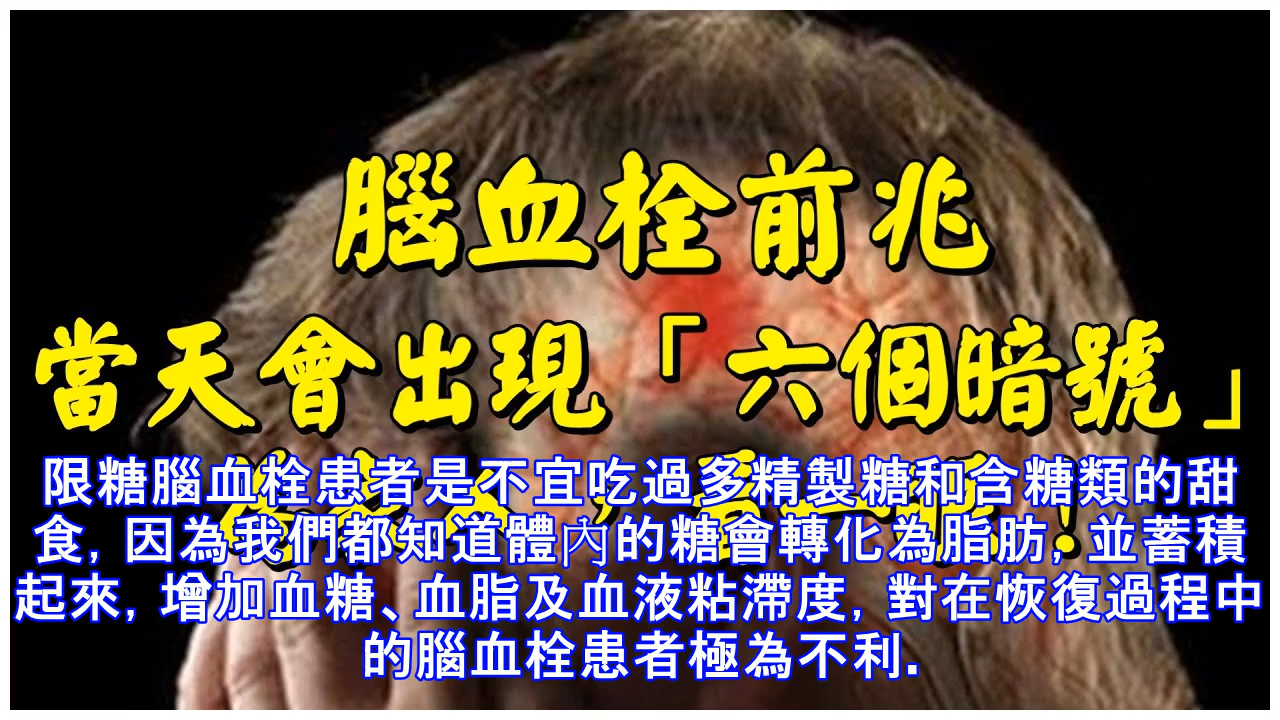 腦血栓前兆
當天會出現「六個暗號」
限糖腦血栓患者是不宜吃過多精製糖和含糖類的甜
食, 因為我們都知道體內的糖會轉化為脂肪, 並蓄積
起來, 增加血糖、血脂及血液粘滯度, 對在恢復過程中
的腦血栓患者極為不利.